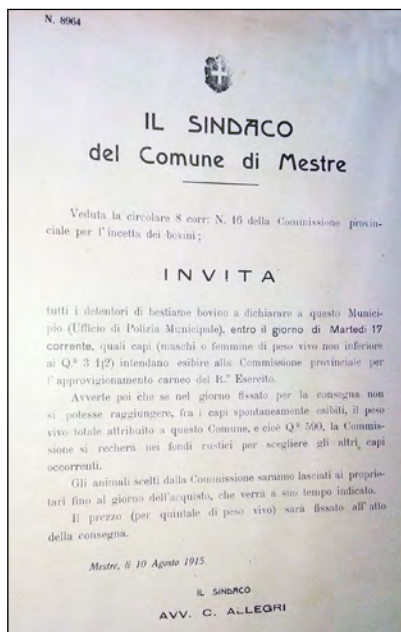 N. 8964
IL SINDACO
del Comune di Mestre
Veduta la circolare 8 corr: N. 16 della Commissione provin-
ciale per l'incetta dei bovini;
INVITA
tutti i detentori di bestiame bovino a dichiarare a questo Munici-
pio (Ufficio di Polizia Municipale), entro il giorno di Martedì 17
corrente, quali capi (maschi o femmine di peso vivo non inferiore
ai Q.li 3 1|2) intendano esibire alla Commissione provinciale per
l'approvigionamento carneo del R.º Esercito.
Avverte poi che se nel giorno fissato per la consegna non
si potesse raggiungere, fra i capi spontaneamente esibiti, il peso
vivo totale attribuito a questo Comune, e cioè Q.li 590, la Commis-
sione si recherà nei fondi rustici per scegliere gli altri capi
occorrenti.
Gli animali scelti dalla Commissione saranno lasciati ai proprie-
tari fino al giorno dell'acquisto, che verrà a suo tempo indicato.
Il prezzo (per quintale di peso vivo) sarà fissato all'atto
della consegna.
Mestre, li 10 Agosto 1915
IL SINDACO
AVV. C. ALLEGRI